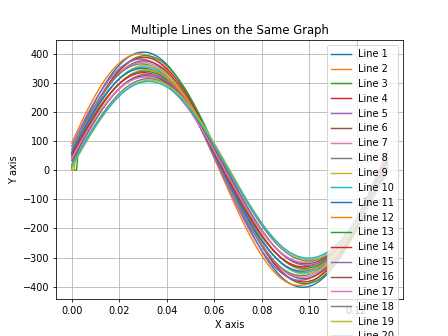 Multiple Lines on the Same Graph
Y axis
400
300
200
100
0
−100
−200
−300
−400
0.00
0.02
0.04
0.06
0.08
0.10
X axis
Line 1
Line 2
Line 3
Line 4
Line 5
Line 6
Line 7
Line 8
Line 9
Line 10
Line 11
Line 12
Line 13
Line 14
Line 15
Line 16
Line 17
Line 18
Line 19
Line 20